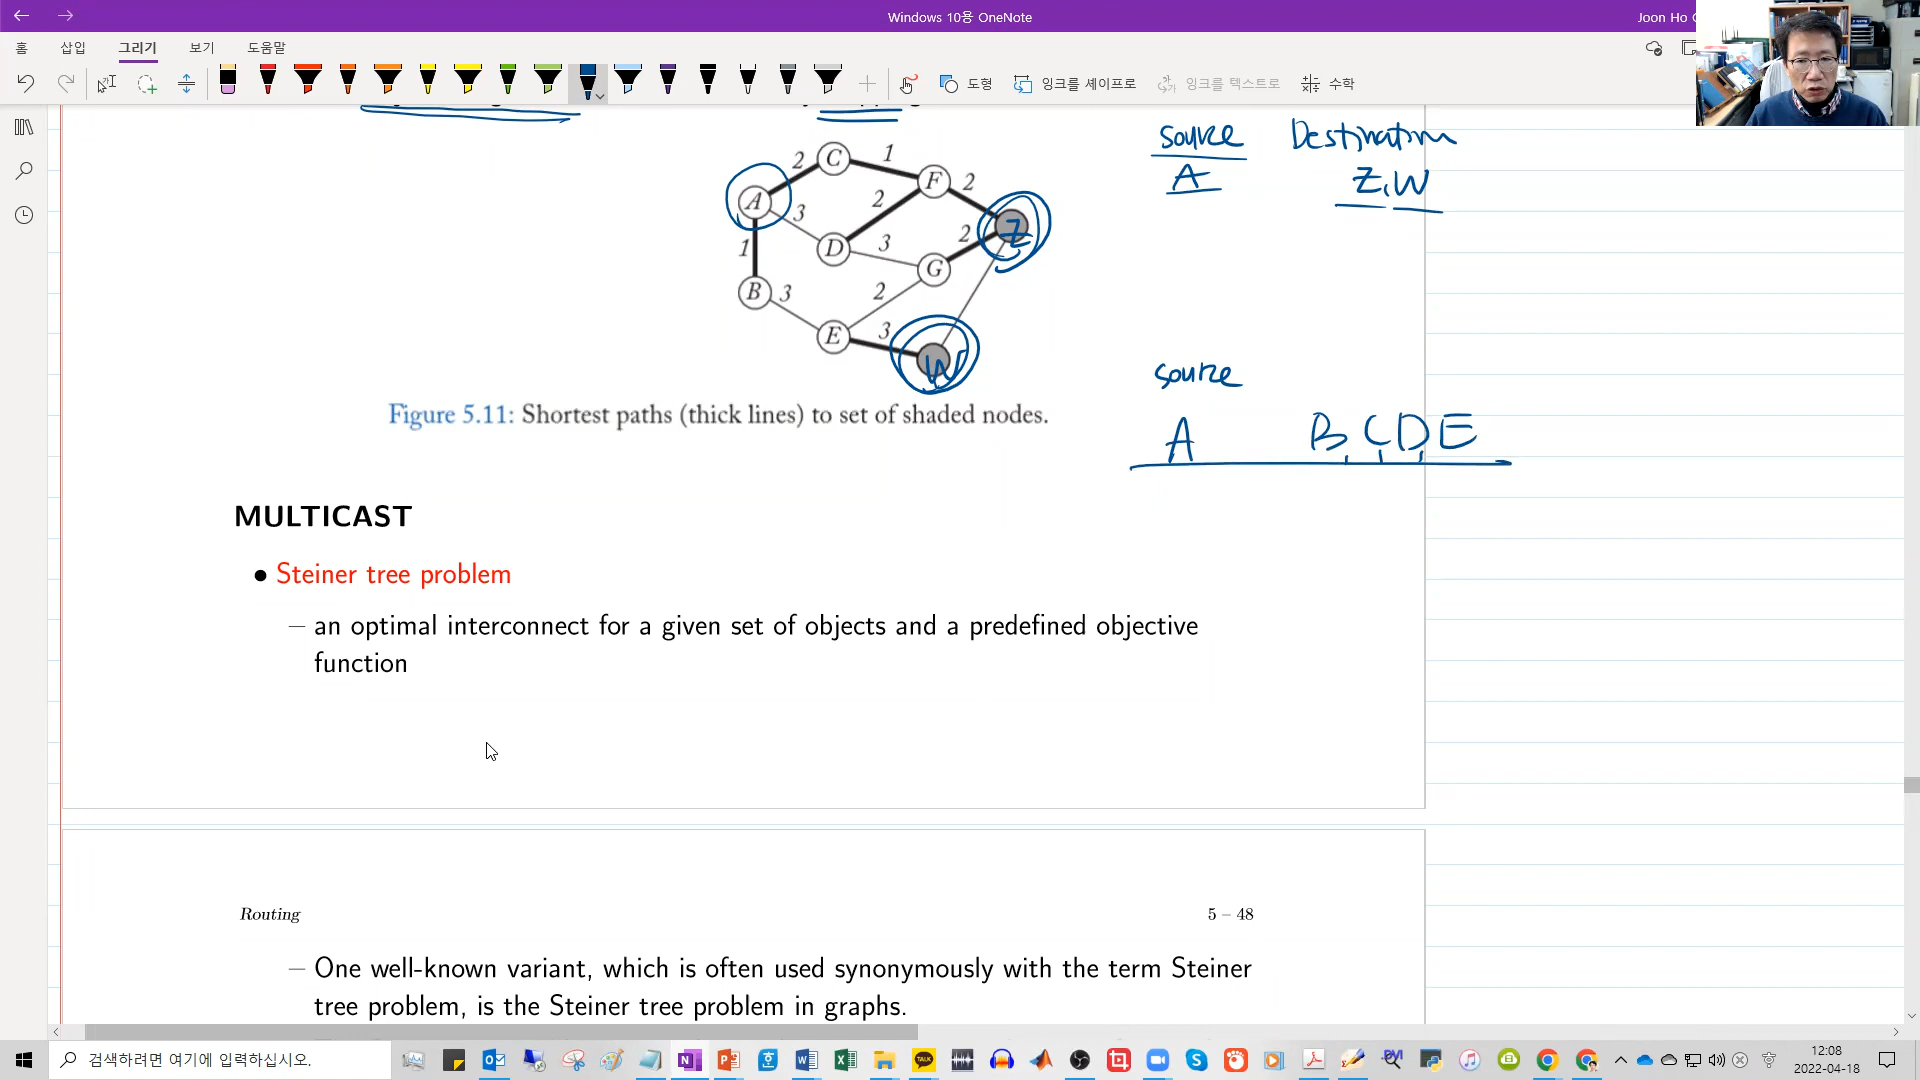 Windows 10용 OneNote
Joon Ho
홈 삽입 그리기 보기 도움말
도형 잉크를 셰이프로 잉크를 텍스트로 수학
source Destination
A Z, W
2 C 1
A F 2
3 2 Z
1 D 3 2
G
B 3 2
E 3
W
Figure 5.11: Shortest paths (thick lines) to set of shaded nodes.
source
A B, C, D, E
MULTICAST
• Steiner tree problem
– an optimal interconnect for a given set of objects and a predefined objective
function
Routing 5 – 48
– One well-known variant, which is often used synonymously with the term Steiner
tree problem, is the Steiner tree problem in graphs.
검색하려면 여기에 입력하십시오.
12:08
2022-04-18